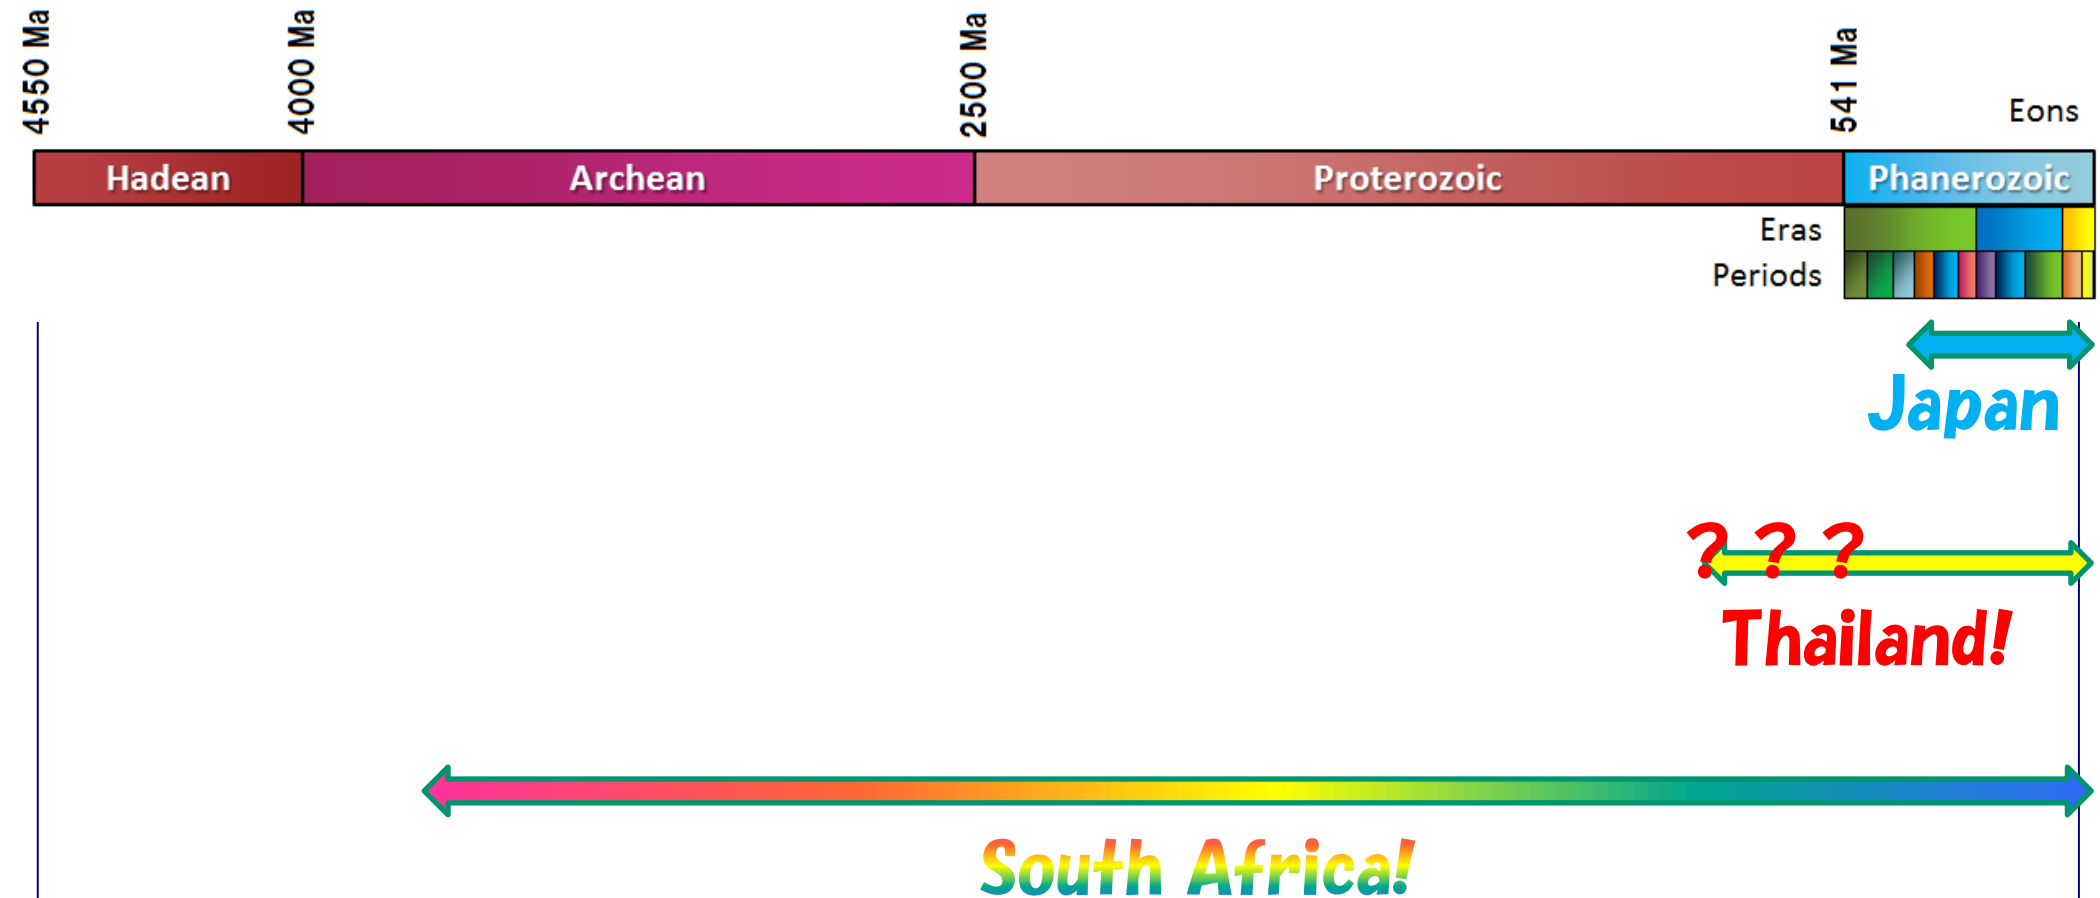 4550 Ma
4000 Ma
2500 Ma
541 Ma
Eons
Hadean
Archean
Proterozoic
Phanerozoic
Eras
Periods
Japan
? ? ?
Thailand!
South Africa!